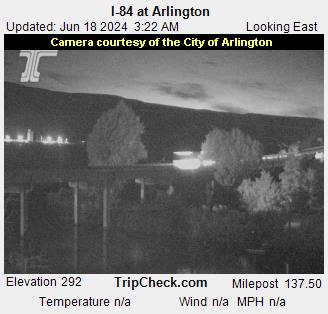 I-84 at Arlington
Updated: Jun 18 2024 3:22 AM Looking East
Camera courtesy of the City of Arlington
Elevation 292 TripCheck.com Milepost 137.50
Temperature n/a Wind n/a MPH n/a